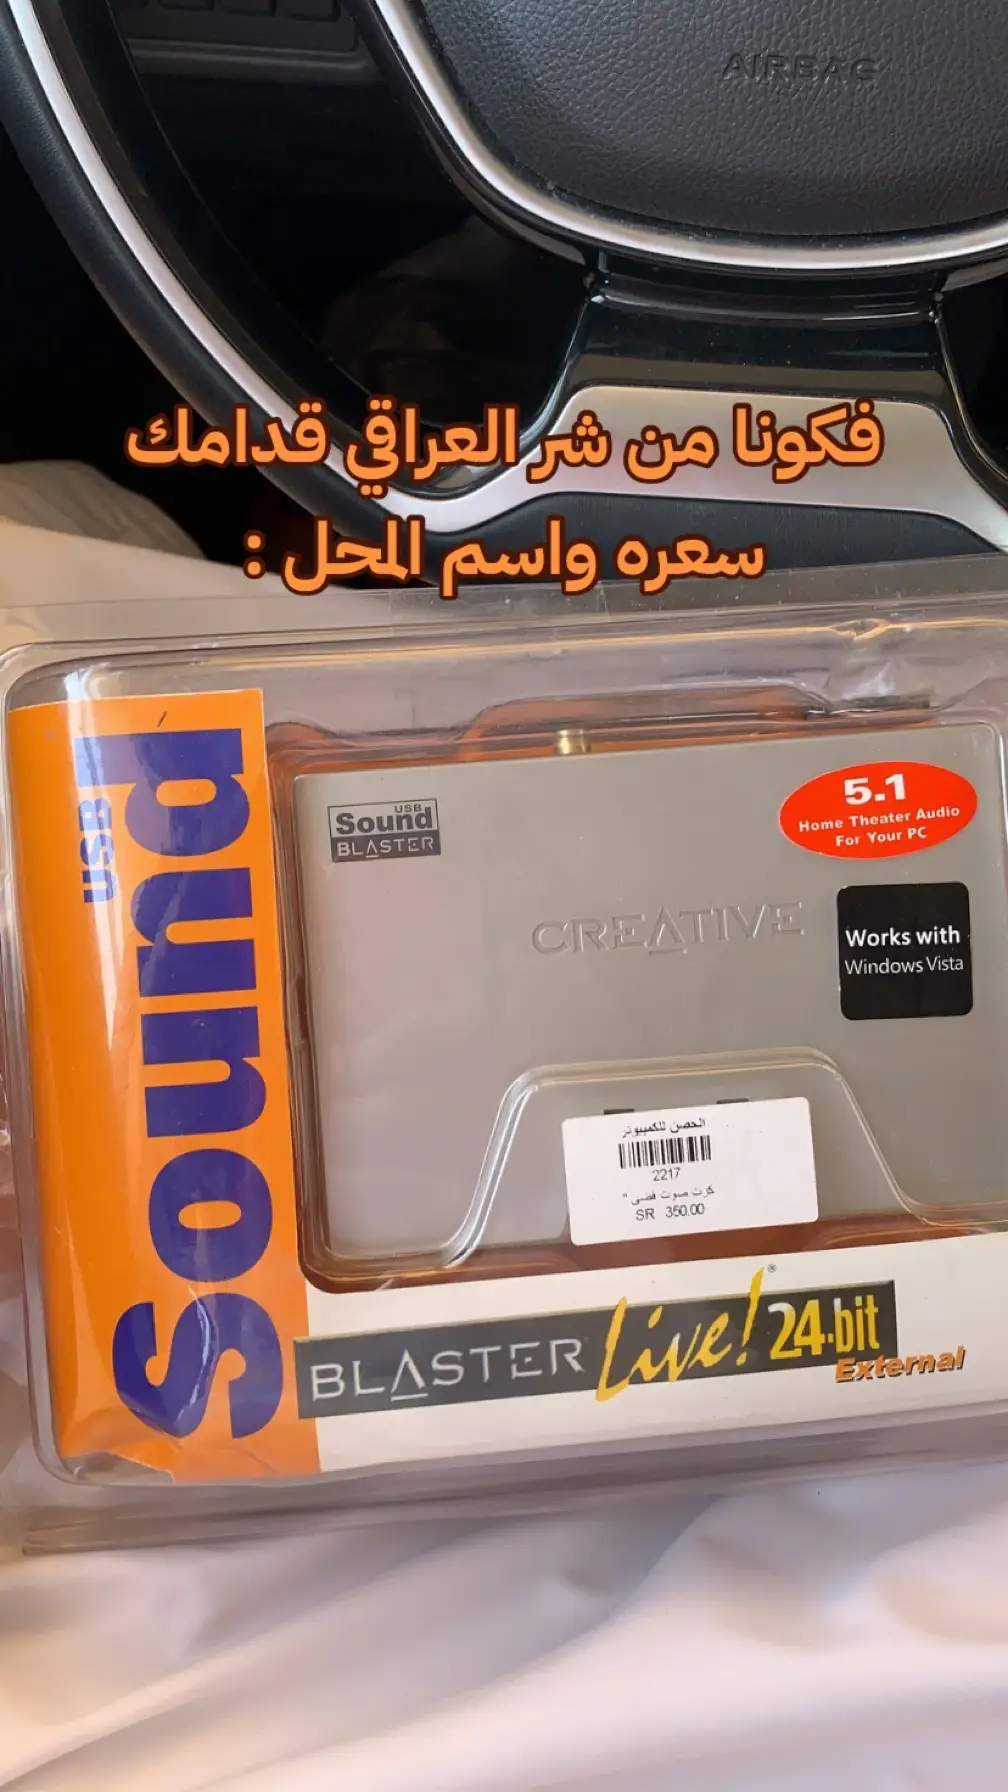 AIRBAG
فكونا من شر العراقي قدامك
سعره واسم المحل :
USB
Sound
USB
Sound
BLASTER
5.1
Home Theater Audio
For Your PC
CREATIVE
Works with
Windows Vista
الحصن للكمبيوتر
2217
كرت صوت فضي "
SR 350.00
BLASTER Live!® 24-bit
External